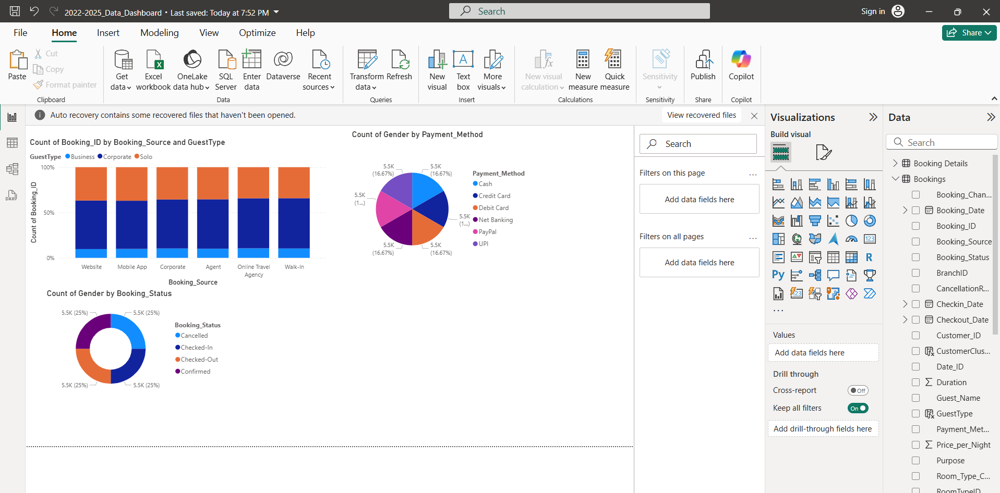 2022-2025_Data_Dashboard • Last saved: Today at 7:52 PM
Search
Sign in
File
Home
Insert
Modeling
View
Optimize
Help
Share
Paste
Cut
Copy
Format painter
Clipboard
Get data
Excel workbook
OneLake data hub
SQL Server
Enter data
Dataverse
Recent sources
Data
Transform data
Refresh
Queries
New visual
Text box
More visuals
Insert
New visual calculation
New measure
Quick measure
Calculations
Sensitivity
Sensitivity
Publish
Share
Copilot
Copilot
Auto recovery contains some recovered files that haven't been opened.
View recovered files
DAX
Count of Booking_ID by Booking_Source and GuestType
GuestType Business Corporate Solo
Count of Booking_ID
100%
50%
0%
Website
Mobile App
Corporate
Agent
Online Travel
Agency
Walk-In
Booking_Source
Count of Gender by Payment_Method
5.5K
(16.67%)
5.5K
(16.67%)
5.5K
(1...)
5.5K
(1...)
5.5K
(16.67%)
5.5K
(16.67%)
Payment_Method
Cash
Credit Card
Debit Card
Net Banking
PayPal
UPI
Count of Gender by Booking_Status
5.5K (25%)
5.5K (25%)
5.5K (25%)
5.5K (25%)
Booking_Status
Cancelled
Checked-In
Checked-Out
Confirmed
Search
Filters on this page
...
Add data fields here
Filters on all pages
...
Add data fields here
Visualizations
Build visual
123
R
Py
123
...
Values
Add data fields here
Drill through
Cross-report
Off
Keep all filters
On
Add drill-through fields here
Data
Search
Booking Details
Bookings
Booking_Chan...
Booking_Date
Booking_ID
Booking_Source
Booking_Status
BranchID
CancellationR...
Checkin_Date
Checkout_Date
Customer_ID
CustomerClus...
Date_ID
Duration
Guest_Name
GuestType
Payment_Met...
Price_per_Night
Purpose
Room_Type_C...
RoomTypeID